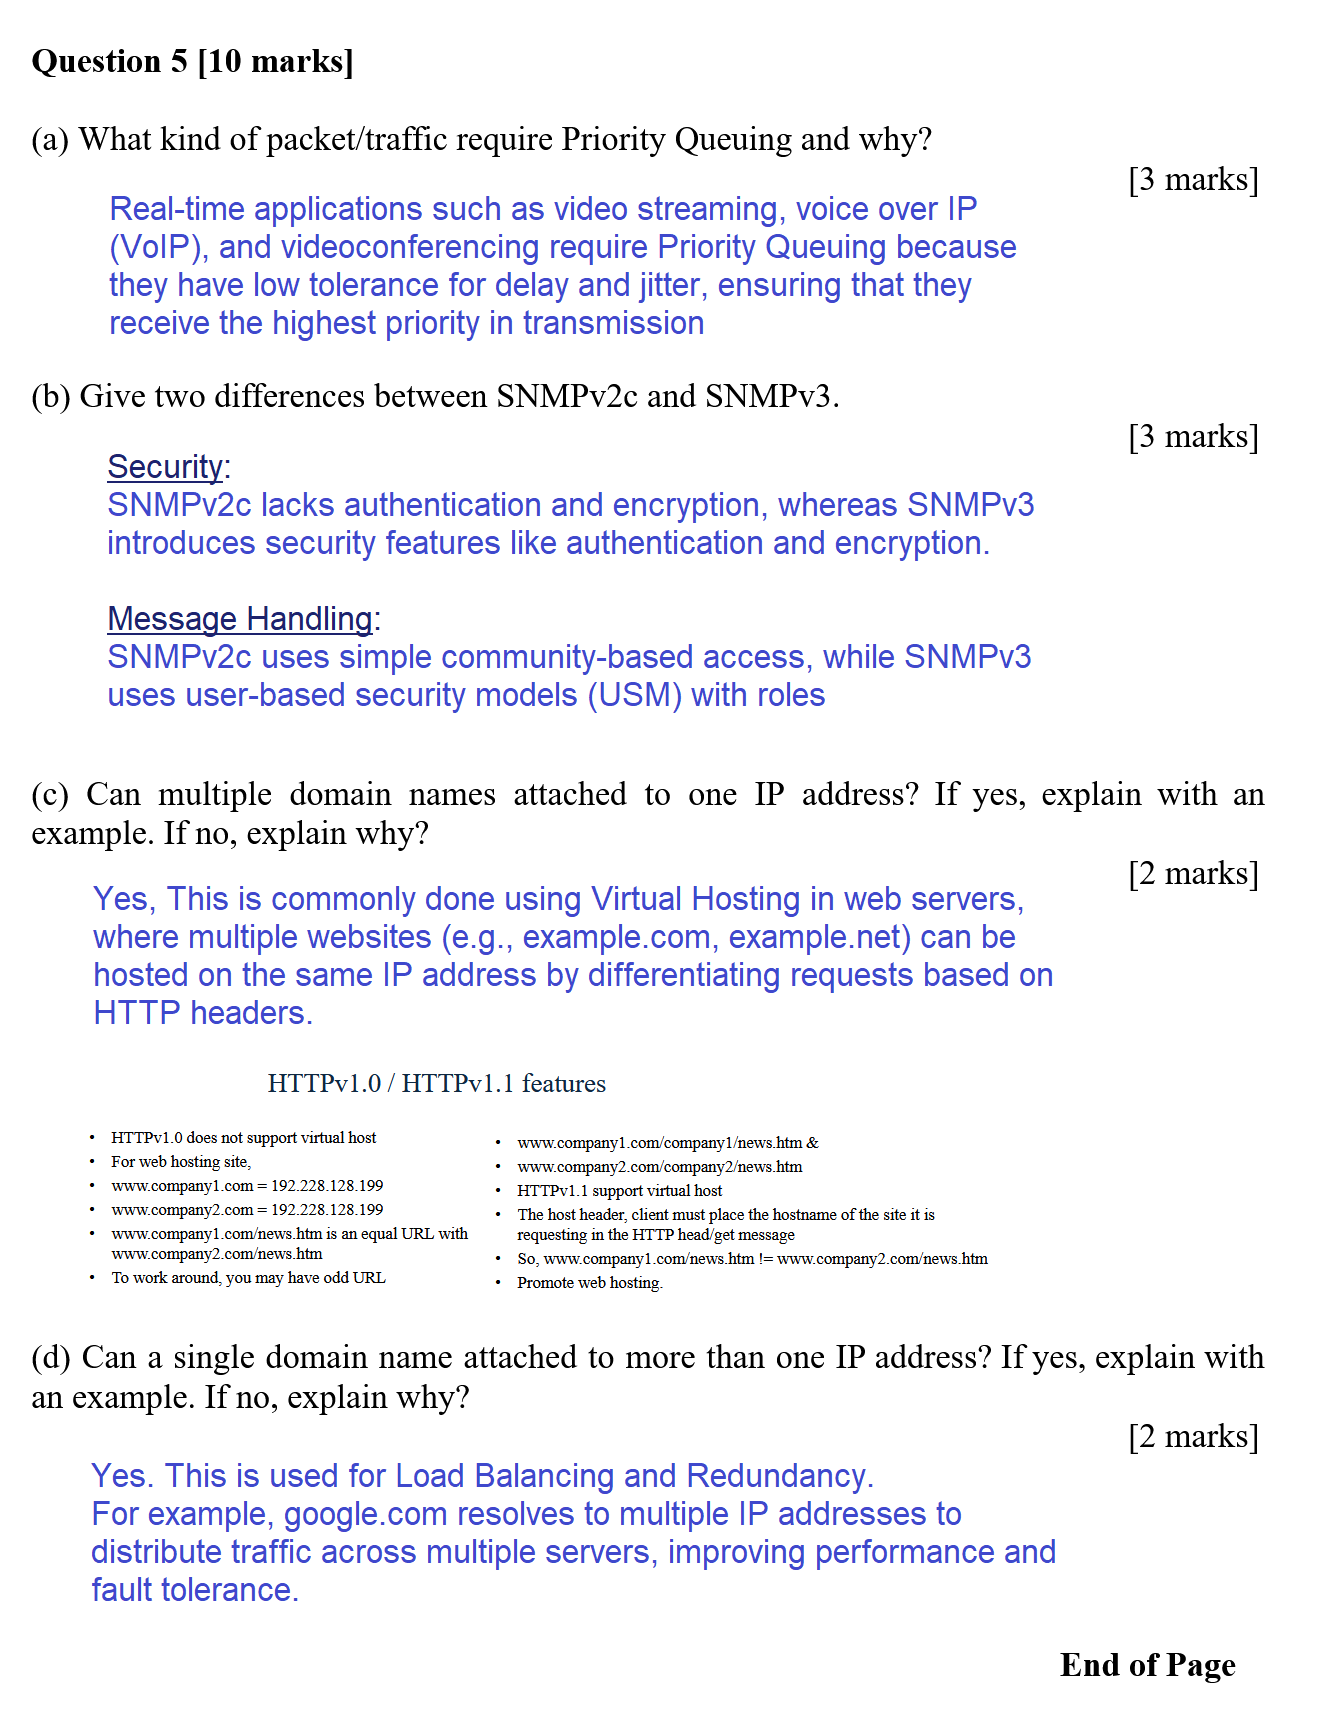 Question 5 [10 marks]
(a) What kind of packet/traffic require Priority Queuing and why?
[3 marks]
Real-time applications such as video streaming, voice over IP
(VoIP), and videoconferencing require Priority Queuing because
they have low tolerance for delay and jitter, ensuring that they
receive the highest priority in transmission
(b) Give two differences between SNMPv2c and SNMPv3.
[3 marks]
Security:
SNMPv2c lacks authentication and encryption, whereas SNMPv3
introduces security features like authentication and encryption.
Message Handling:
SNMPv2c uses simple community-based access, while SNMPv3
uses user-based security models (USM) with roles
(c) Can multiple domain names attached to one IP address? If yes, explain with an
example. If no, explain why?
[2 marks]
Yes, This is commonly done using Virtual Hosting in web servers,
where multiple websites (e.g., example.com, example.net) can be
hosted on the same IP address by differentiating requests based on
HTTP headers.
HTTPv1.0 / HTTPv1.1 features
• HTTPv1.0 does not support virtual host
• For web hosting site,
• www.company1.com = 192.228.128.199
• www.company2.com = 192.228.128.199
• www.company1.com/news.htm is an equal URL with
www.company2.com/news.htm
• To work around, you may have odd URL
• www.company1.com/company1/news.htm &
• www.company2.com/company2/news.htm
• HTTPv1.1 support virtual host
• The host header, client must place the hostname of the site it is
requesting in the HTTP head/get message
• So, www.company1.com/news.htm != www.company2.com/news.htm
• Promote web hosting.
(d) Can a single domain name attached to more than one IP address? If yes, explain with
an example. If no, explain why?
[2 marks]
Yes. This is used for Load Balancing and Redundancy.
For example, google.com resolves to multiple IP addresses to
distribute traffic across multiple servers, improving performance and
fault tolerance.
End of Page